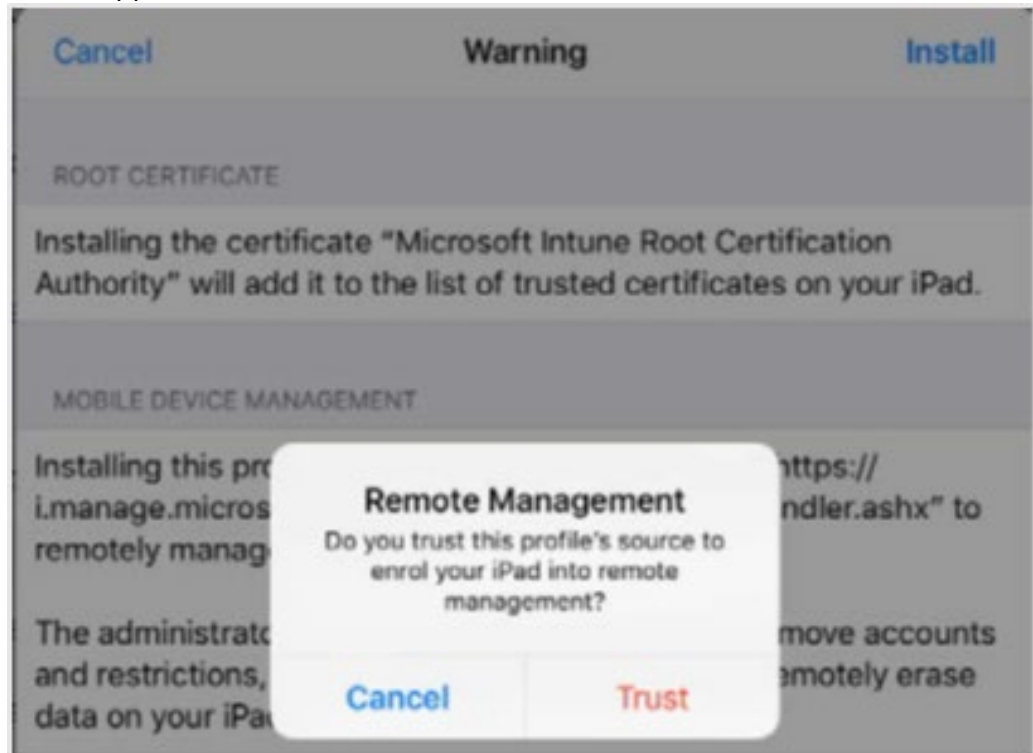 Cancel Warning Install
ROOT CERTIFICATE
Installing the certificate “Microsoft Intune Root Certification
Authority” will add it to the list of trusted certificates on your iPad.
MOBILE DEVICE MANAGEMENT
Installing this https://
i.manage.micros ndler.ashx” to
remotely manag
The move accounts
and restrictions, emotely erase
data on your
Remote Management
Do you trust this profile's source to
enrol your iPad into remote
management?
Cancel Trust